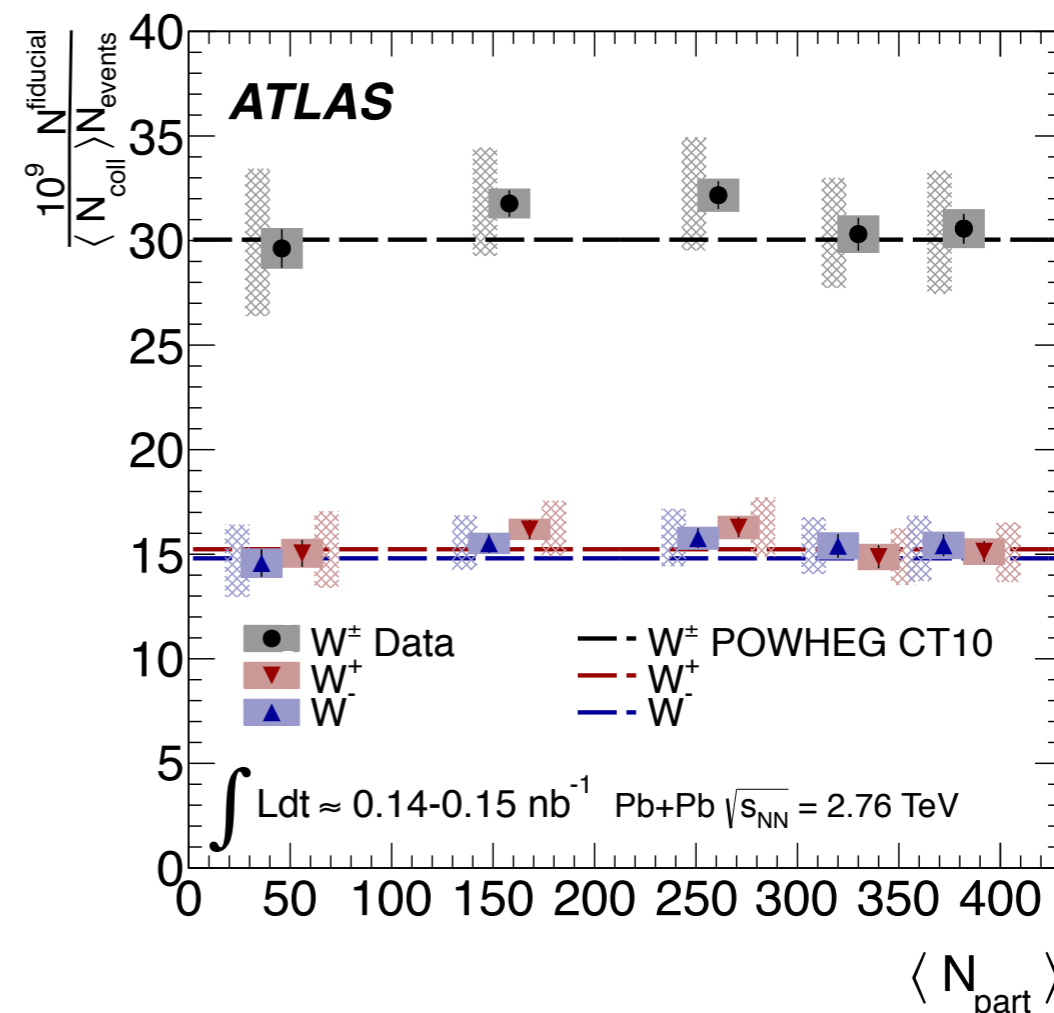 10⁹ N^fiducial
⟨ N_coll ⟩ N_events
40
35
30
25
20
15
10
5
0
ATLAS
W± Data
W⁺
W⁻
W± POWHEG CT10
W⁺
W⁻
∫ Ldt ≈ 0.14-0.15 nb⁻¹ Pb+Pb √s_NN = 2.76 TeV
0 50 100 150 200 250 300 350 400
⟨ N_part ⟩